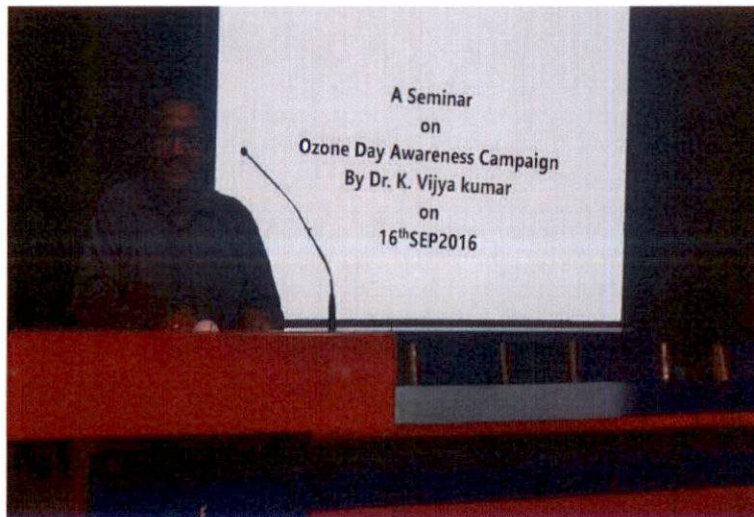 A Seminar
on
Ozone Day Awareness Campaign
By Dr. K. Vijya kumar
on
16thSEP2016